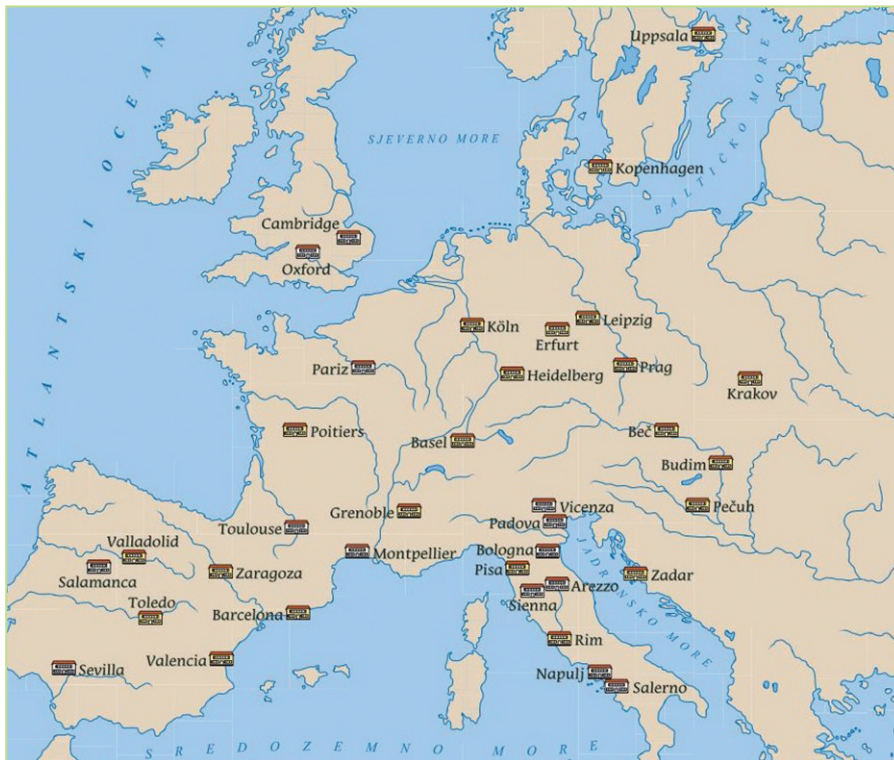 Uppsala
ATLANTSKI OCEAN
SJEVERNO MORE
BALTIČKO MORE
Kopenhagen
Cambridge
Oxford
Köln
Leipzig
Erfurt
Pariz
Heidelberg
Prag
Krakov
Poitiers
Basel
Beč
Budim
Grenoble
Vicenza
Pečuh
Toulouse
Padova
Valladolid
Montpellier
Bologna
JADRANSKO MORE
Salamanca
Zaragoza
Pisa
Zadar
Arezzo
Sienna
Toledo
Barcelona
Rim
Valencia
Sevilla
Napulj
Salerno
SREDOZEMNO MORE